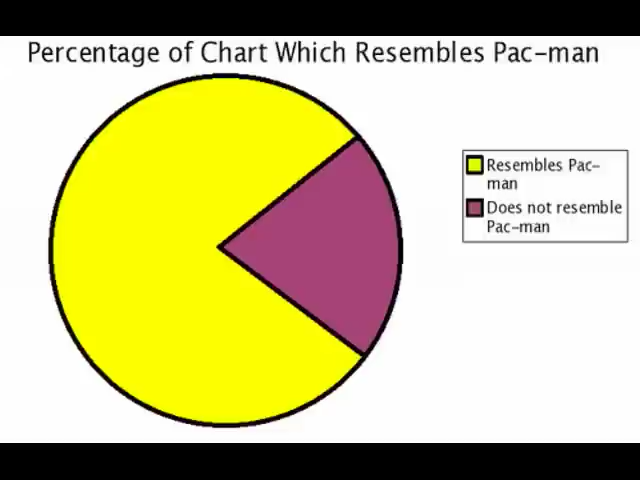 Percentage of Chart Which Resembles Pac-man
Resembles Pac-
man
Does not resemble
Pac-man